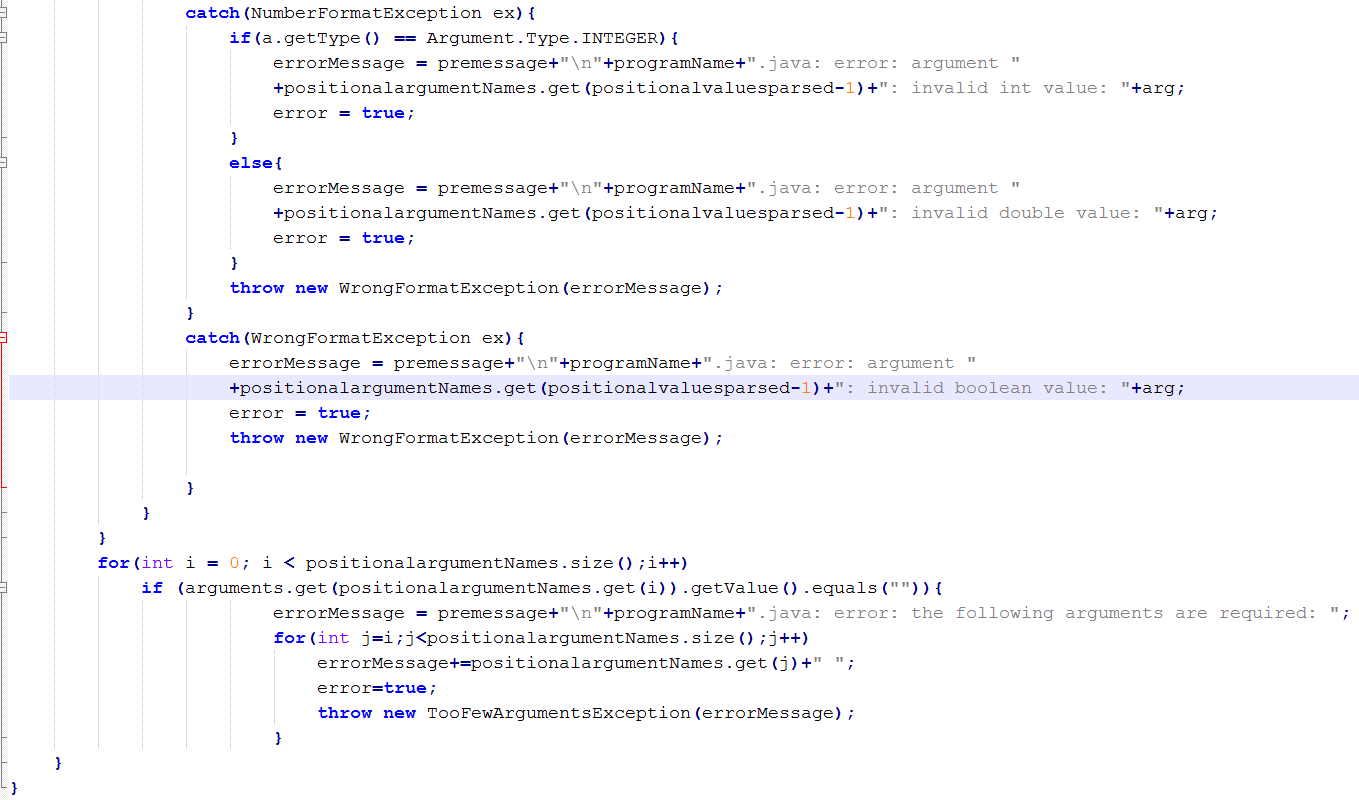 catch(NumberFormatException ex){
if(a.getType() == Argument.Type.INTEGER){
errorMessage = premessage+"\n"+programName+".java: error: argument "
+positionalargumentNames.get(positionalvaluesparsed-1)+": invalid int value: "+arg;
error = true;
}
else{
errorMessage = premessage+"\n"+programName+".java: error: argument "
+positionalargumentNames.get(positionalvaluesparsed-1)+": invalid double value: "+arg;
error = true;
}
throw new WrongFormatException(errorMessage);
}
catch(WrongFormatException ex){
errorMessage = premessage+"\n"+programName+".java: error: argument "
+positionalargumentNames.get(positionalvaluesparsed-1)+": invalid boolean value: "+arg;
error = true;
throw new WrongFormatException(errorMessage);
}
}
}
for(int i = 0; i < positionalargumentNames.size();i++)
if (arguments.get(positionalargumentNames.get(i)).getValue().equals("")){
errorMessage = premessage+"\n"+programName+".java: error: the following arguments are required: ";
for(int j=i;j<positionalargumentNames.size();j++)
errorMessage+=positionalargumentNames.get(j)+" ";
error=true;
throw new TooFewArgumentsException(errorMessage);
}
}
}